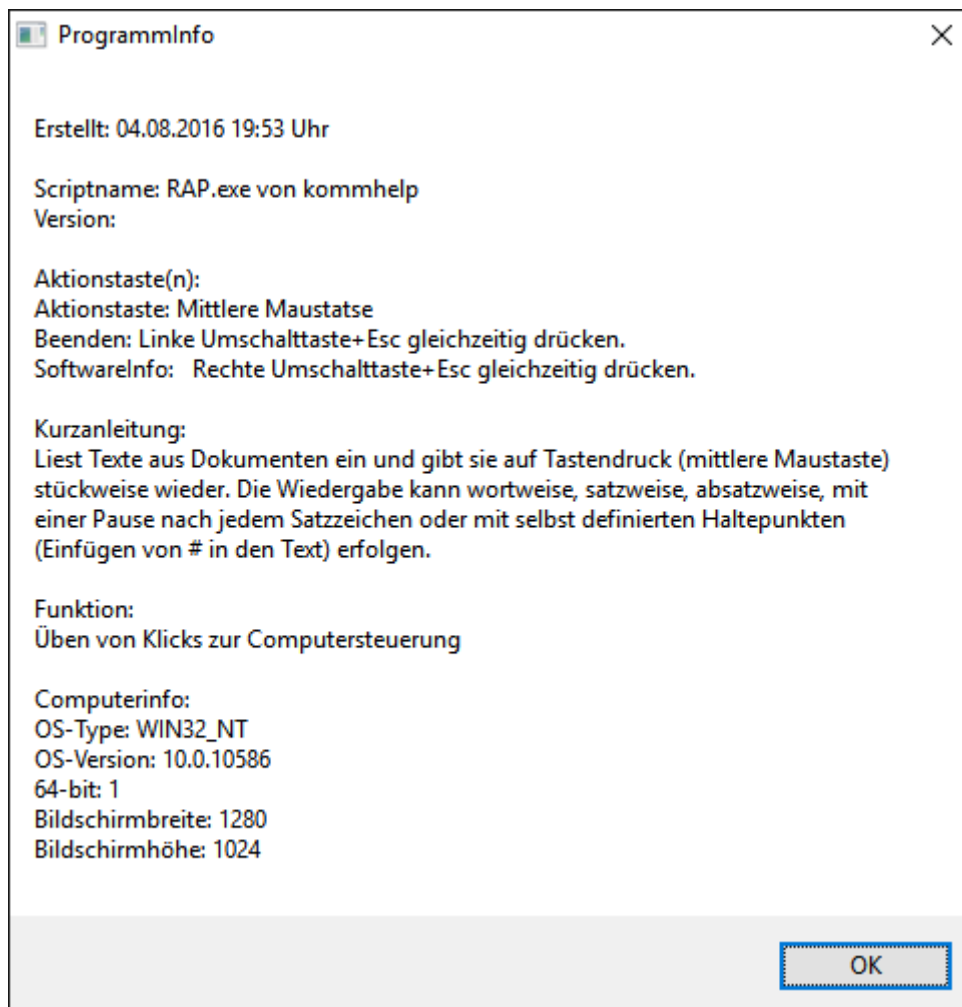 ProgrammInfo
Erstellt: 04.08.2016 19:53 Uhr
Scriptname: RAP.exe von kommhelp
Version:
Aktionstaste(n):
Aktionstaste: Mittlere Maustatse
Beenden: Linke Umschalttaste+Esc gleichzeitig drücken.
SoftwareInfo:   Rechte Umschalttaste+Esc gleichzeitig drücken.
Kurzanleitung:
Liest Texte aus Dokumenten ein und gibt sie auf Tastendruck (mittlere Maustaste)
stückweise wieder. Die Wiedergabe kann wortweise, satzweise, absatzweise, mit
einer Pause nach jedem Satzzeichen oder mit selbst definierten Haltepunkten
(Einfügen von # in den Text) erfolgen.
Funktion:
Üben von Klicks zur Computersteuerung
Computerinfo:
OS-Type: WIN32_NT
OS-Version: 10.0.10586
64-bit: 1
Bildschirmbreite: 1280
Bildschirmhöhe: 1024
OK